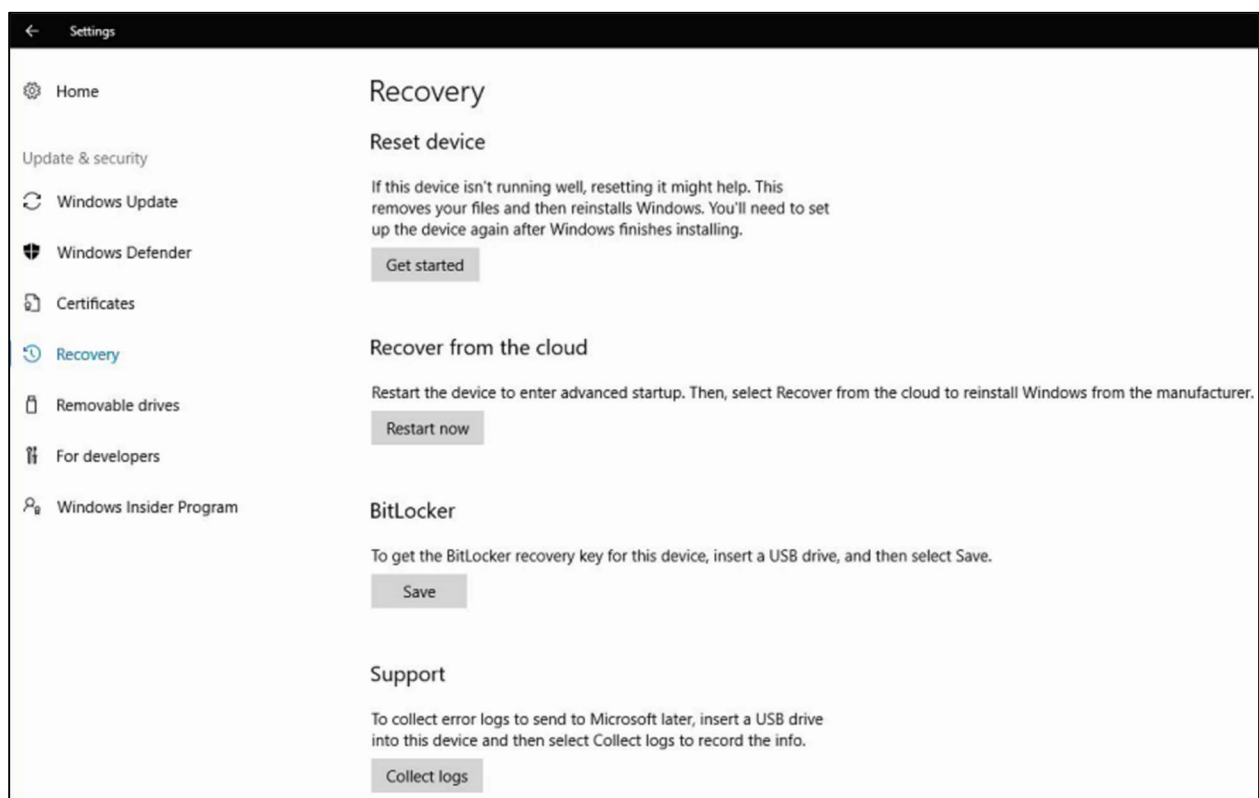 Settings
Home
Update & security
Windows Update
Windows Defender
Certificates
Recovery
Removable drives
For developers
Windows Insider Program
Recovery
Reset device
If this device isn't running well, resetting it might help. This
removes your files and then reinstalls Windows. You'll need to set
up the device again after Windows finishes installing.
Get started
Recover from the cloud
Restart the device to enter advanced startup. Then, select Recover from the cloud to reinstall Windows from the manufacturer.
Restart now
BitLocker
To get the BitLocker recovery key for this device, insert a USB drive, and then select Save.
Save
Support
To collect error logs to send to Microsoft later, insert a USB drive
into this device and then select Collect logs to record the info.
Collect logs